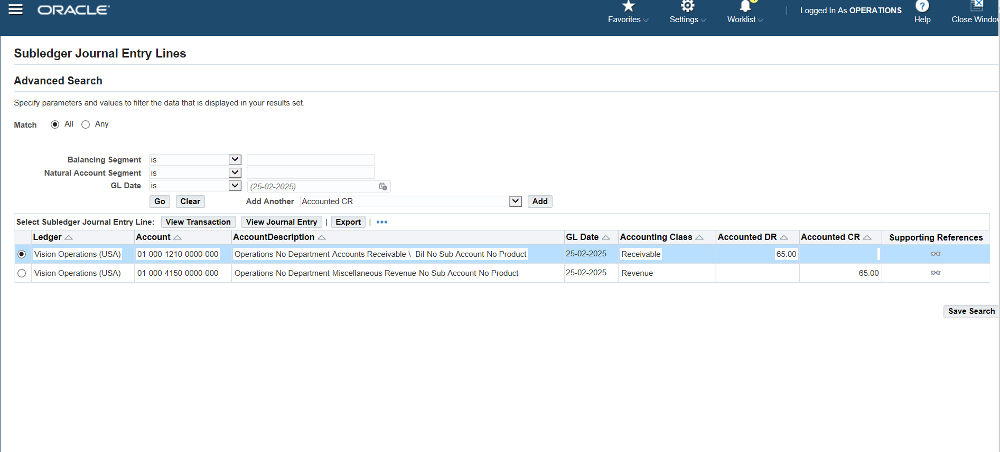 ORACLE
Favorites
Settings
Worklist
Logged In As OPERATIONS
Help
Close Window
Subledger Journal Entry Lines
Advanced Search
Specify parameters and values to filter the data that is displayed in your results set.
Match All Any
Balancing Segment is
Natural Account Segment is
GL Date is (25-02-2025)
Go Clear Add Another Accounted CR Add
Select Subledger Journal Entry Line: View Transaction View Journal Entry | Export | •••
Ledger Account AccountDescription GL Date Accounting Class Accounted DR Accounted CR Supporting References
Vision Operations (USA) 01-000-1210-0000-000 Operations-No Department-Accounts Receivable \- Bil-No Sub Account-No Product 25-02-2025 Receivable 65.00
Vision Operations (USA) 01-000-4150-0000-000 Operations-No Department-Miscellaneous Revenue-No Sub Account-No Product 25-02-2025 Revenue 65.00
Save Search